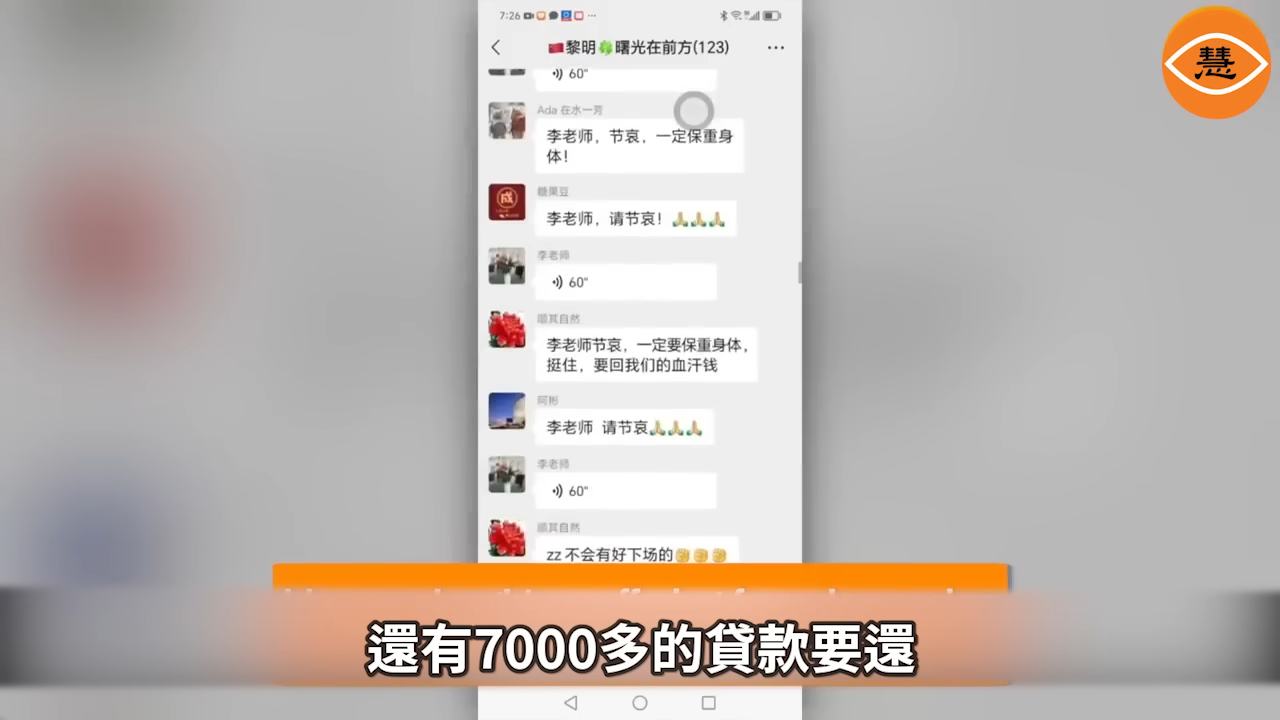 7:26
黎明🍀曙光在前方(123)
慧
60"
Ada 在水一芳
李老师，节哀，一定保重身
体！
糖果豆
成
李老师，请节哀！🙏🙏🙏
李老师
60"
顺其自然
李老师节哀，一定要保重身体，
挺住，要回我们的血汗钱
阿彬
李老师 请节哀🙏🙏🙏
李老师
60"
顺其自然
zz 不会有好下场的✊✊✊
還有7000多的貸款要還